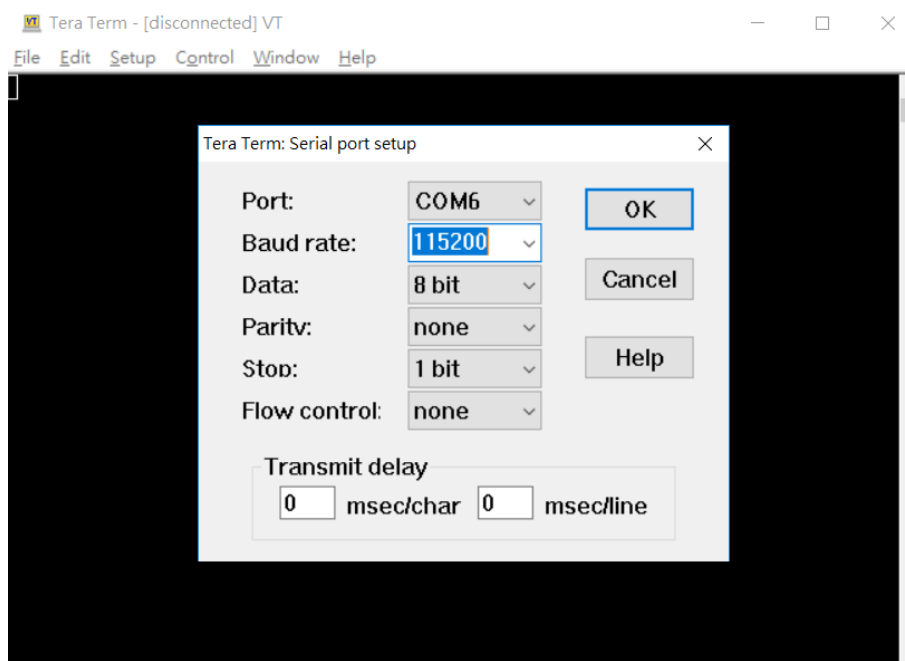 VT Tera Term - [disconnected] VT
File Edit Setup Control Window Help
Tera Term: Serial port setup
Port: COM6 OK
Baud rate: 115200
Data: 8 bit Cancel
Parity: none
Stop: 1 bit Help
Flow control: none
Transmit delay
0 msec/char 0 msec/line